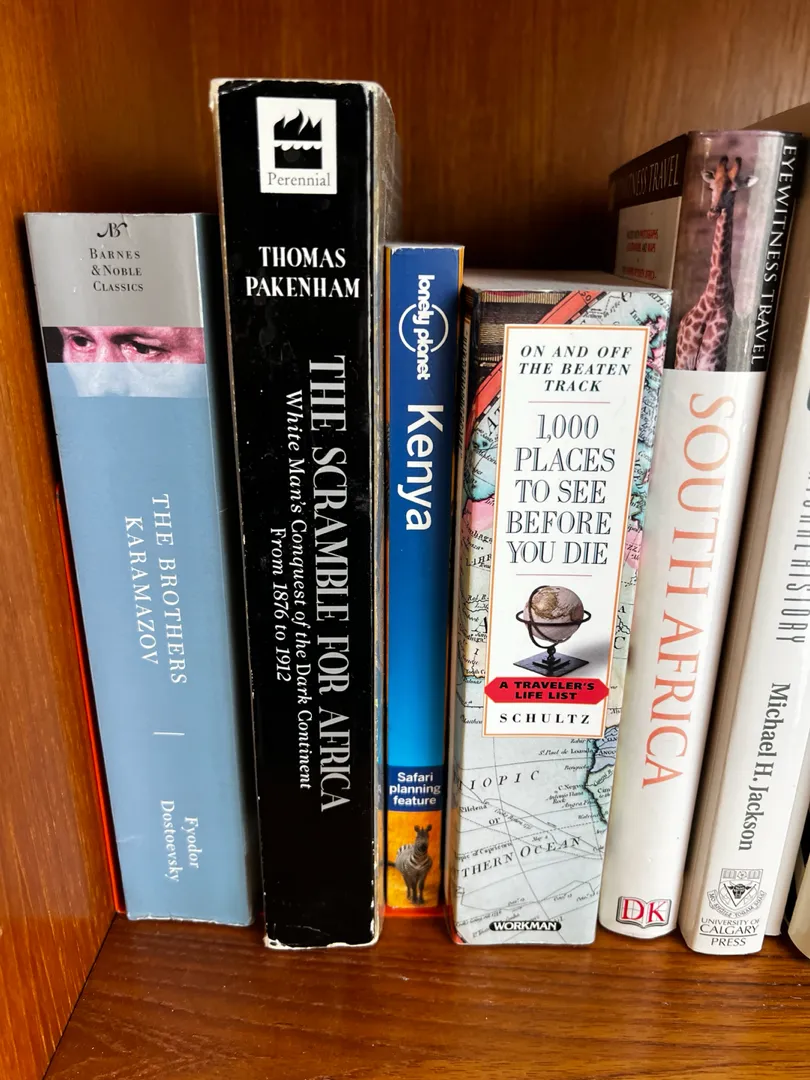 BARNES
& NOBLE
CLASSICS
THE BROTHERS
KARAMAZOV
Fyodor
Dostoevsky
Perennial
THOMAS
PAKENHAM
THE SCRAMBLE FOR AFRICA
White Man's Conquest of the Dark Continent
From 1876 to 1912
lonely planet
Kenya
Safari
planning
feature
ON AND OFF
THE BEATEN
TRACK
1,000
PLACES
TO SEE
BEFORE
YOU DIE
A TRAVELER'S
LIFE LIST
SCHULTZ
THERN OCEAN
WORKMAN
EYEWITNESS TRAVEL
SOUTH AFRICA
DK
Michael H. Jackson
UNIVERSITY OF
CALGARY
PRESS